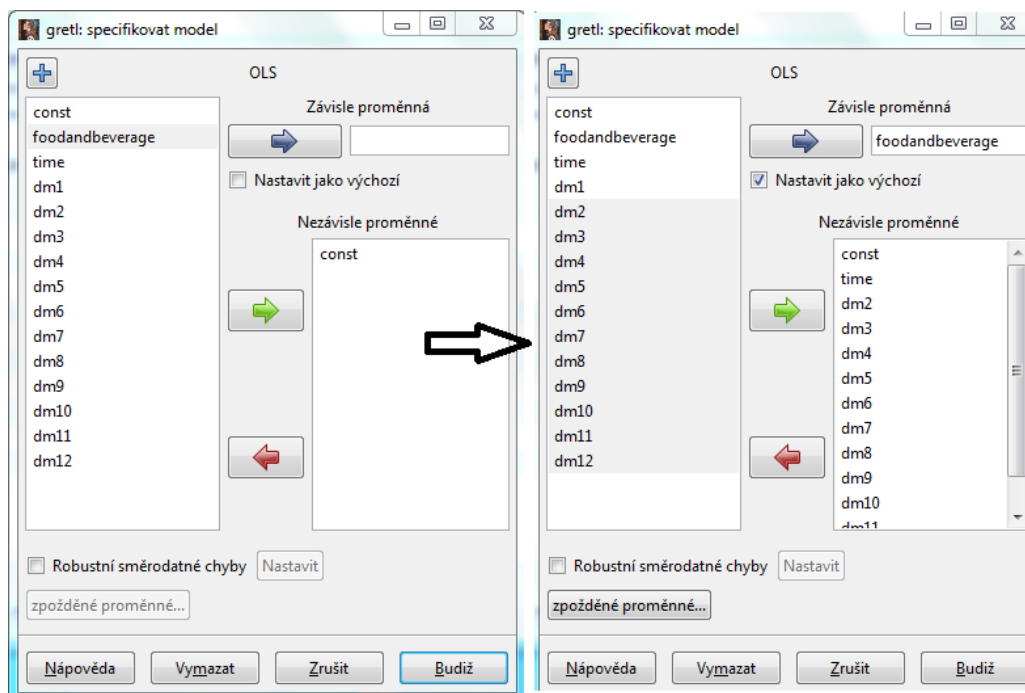 gretl: specifikovat model
OLS
const
foodandbeverage
time
dm1
dm2
dm3
dm4
dm5
dm6
dm7
dm8
dm9
dm10
dm11
dm12
Závisle proměnná
Nastavit jako výchozí
Nezávisle proměnné
const
Robustní směrodatné chyby Nastavit
zpožděné proměnné...
Nápověda Vymazat Zrušit Budiž
gretl: specifikovat model
OLS
const
foodandbeverage
time
dm1
dm2
dm3
dm4
dm5
dm6
dm7
dm8
dm9
dm10
dm11
dm12
Závisle proměnná
foodandbeverage
Nastavit jako výchozí
Nezávisle proměnné
const
time
dm2
dm3
dm4
dm5
dm6
dm7
dm8
dm9
dm10
dm11
Robustní směrodatné chyby Nastavit
zpožděné proměnné...
Nápověda Vymazat Zrušit Budiž